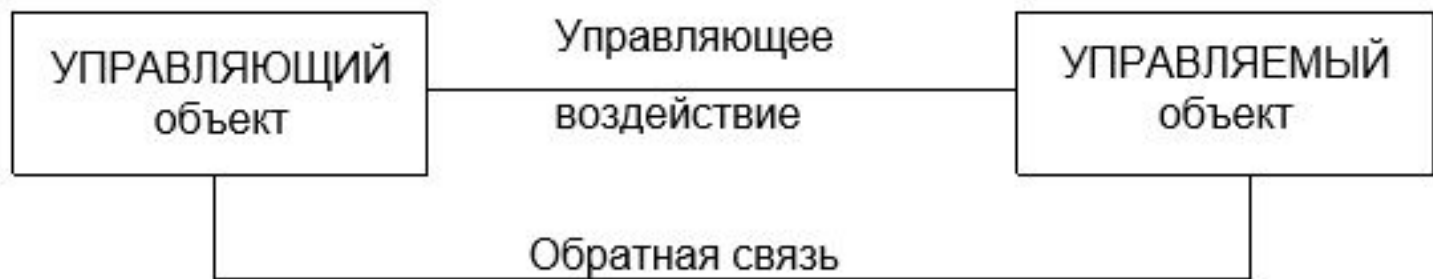 УПРАВЛЯЮЩИЙ
объект
Управляющее
воздействие
УПРАВЛЯЕМЫЙ
объект
Обратная связь